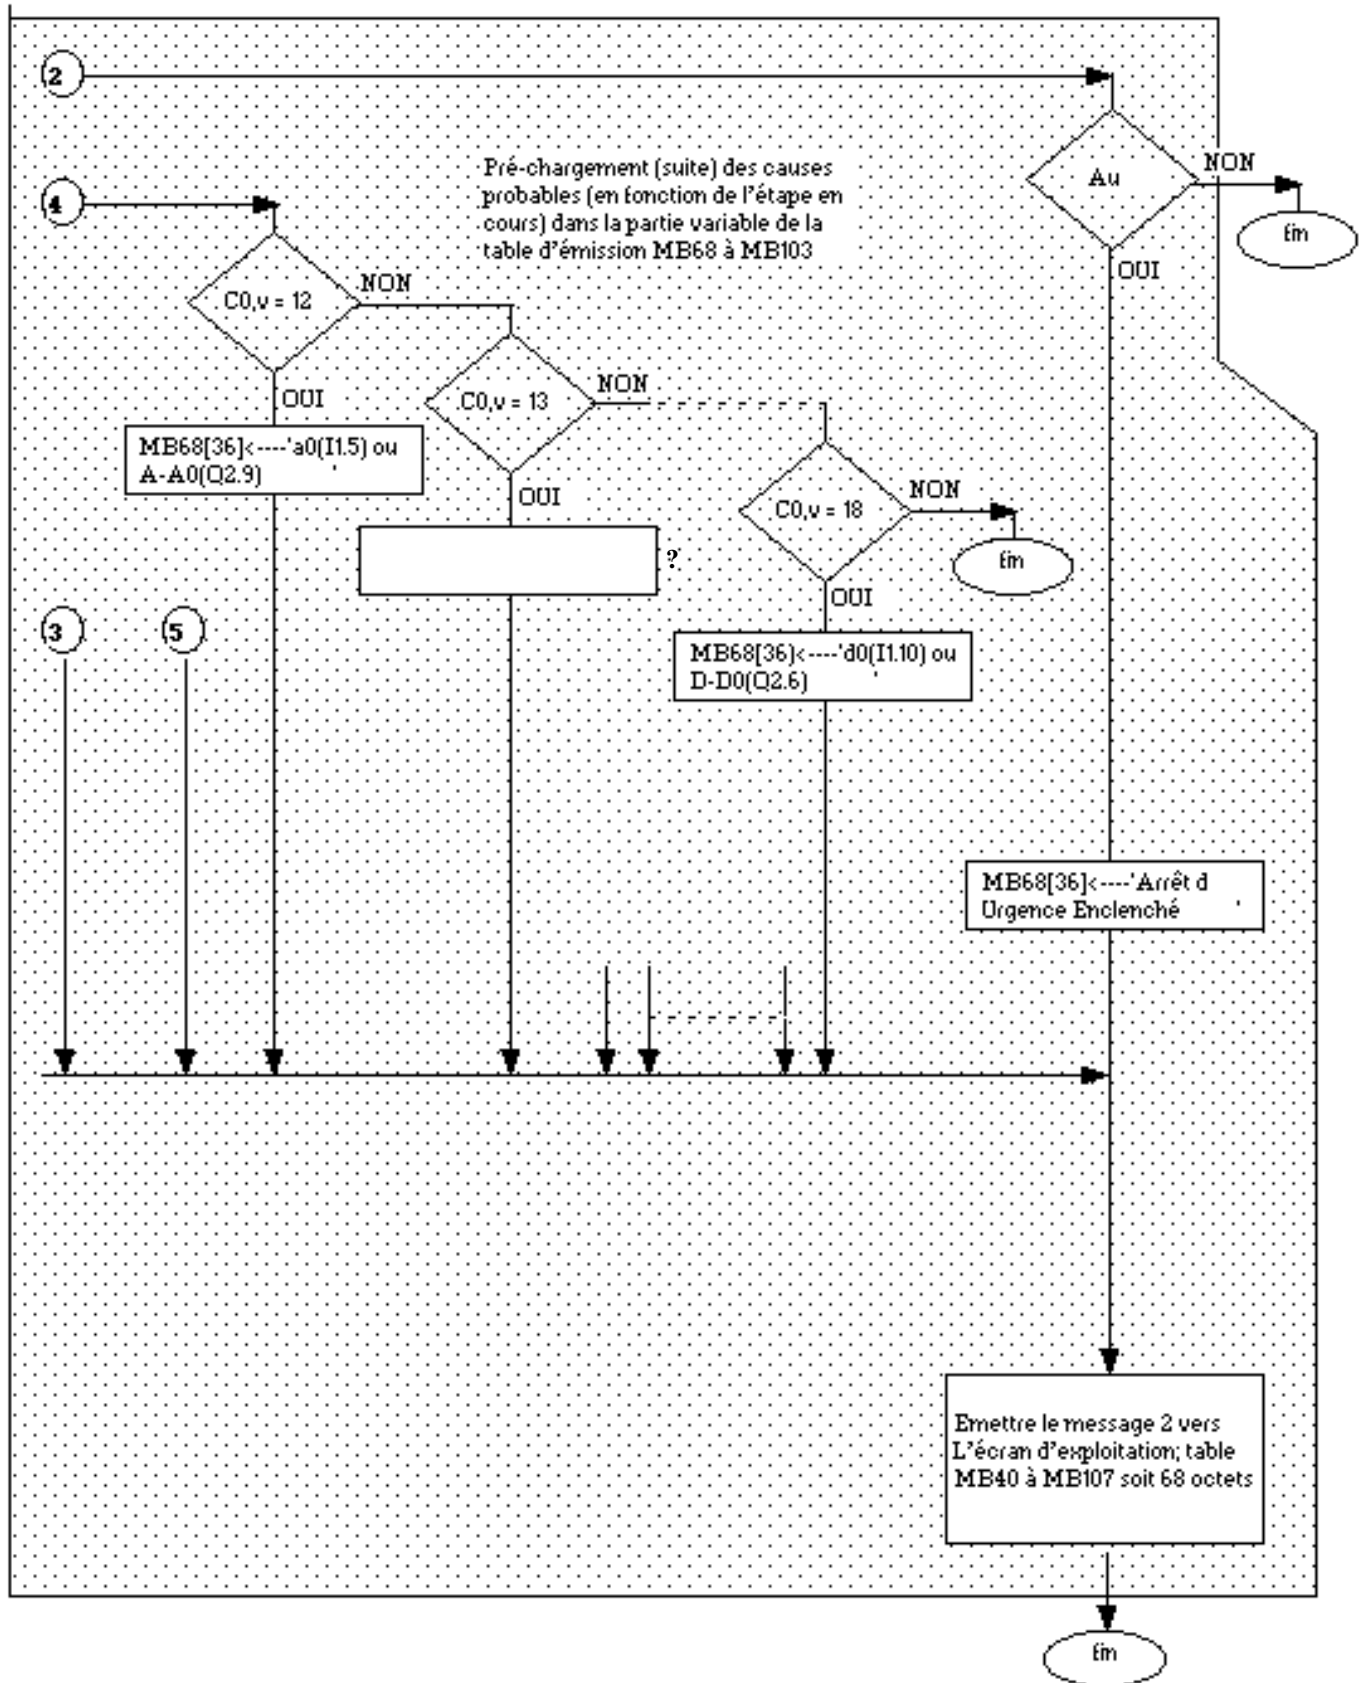 2
Au
NON
fin
OUI
4
Pré-chargement (suite) des causes
probables (en fonction de l'étape en
cours) dans la partie variable de la
table d'émission MB68 à MB103
C0,v = 12
NON
OUI
MB68[36]<----'a0(I1.5) ou
A-A0(Q2.9) '
C0,v = 13
NON
OUI
?
C0,v = 18
NON
fin
OUI
MB68[36]<----'d0(I1.10) ou
D-D0(Q2.6) '
3
5
MB68[36]<----'Arrêt d
Urgence Enclenché '
Emettre le message 2 vers
L'écran d'exploitation; table
MB40 à MB107 soit 68 octets
fin